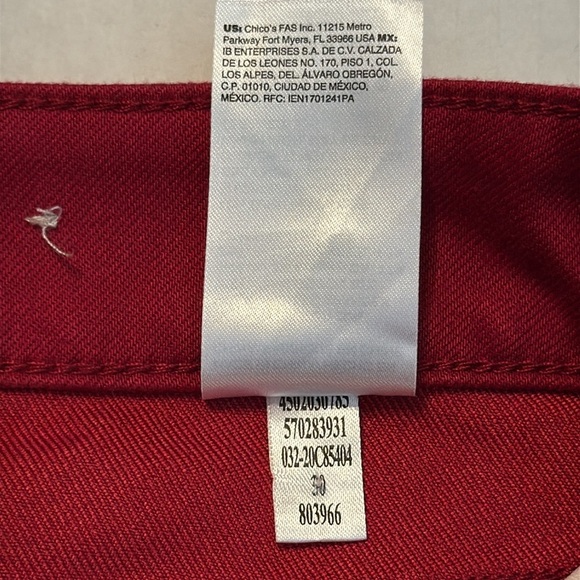 US: Chico's FAS Inc. 11215 Metro
Parkway Fort Myers, FL 33966 USA MX:
IB ENTERPRISES S.A. DE C.V. CALZADA
DE LOS LEONES NO. 170, PISO 1, COL.
LOS ALPES, DEL. ÁLVARO OBREGÓN,
C.P. 01010, CIUDAD DE MÉXICO,
MÉXICO. RFC: IEN1701241PA
4502030785
570283931
032-20C85404
803966